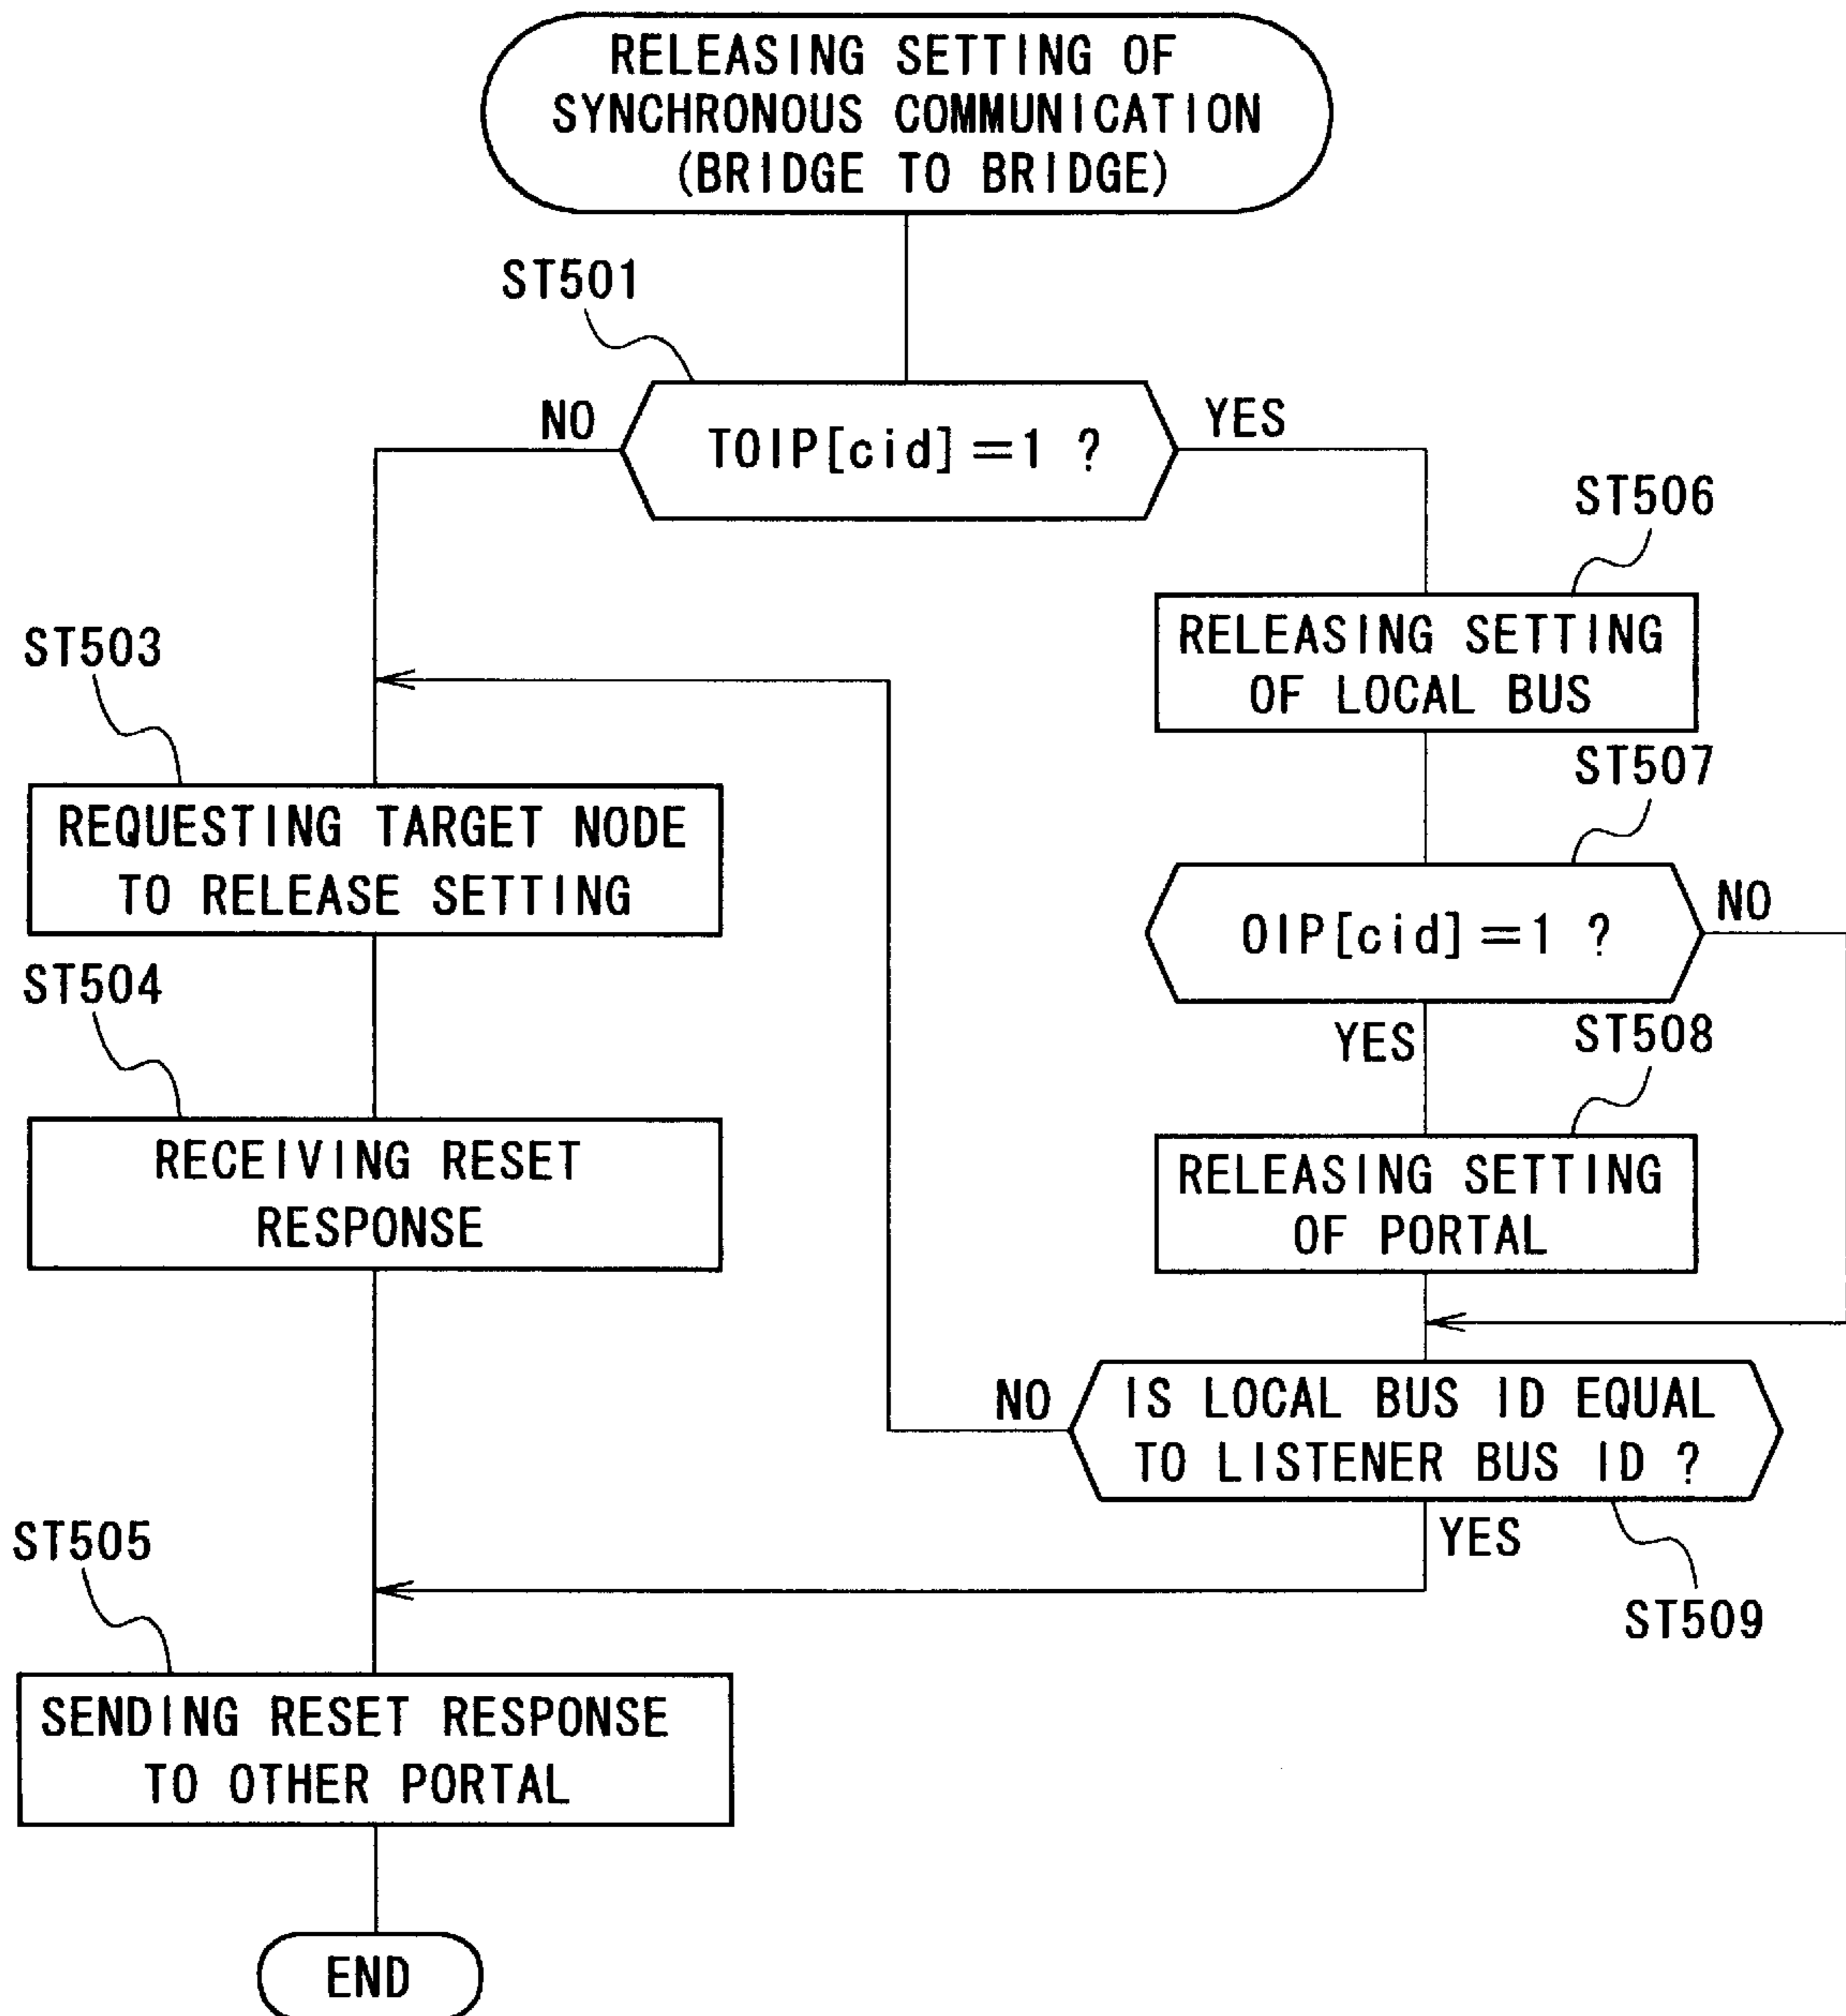 RELEASING SETTING OF
SYNCHRONOUS COMMUNICATION
(BRIDGE TO BRIDGE)
ST501
NO
TOIP[cid]=1 ?
YES
ST506
RELEASING SETTING
OF LOCAL BUS
ST503
REQUESTING TARGET NODE
TO RELEASE SETTING
ST507
OIP[cid]=1 ?
NO
YES
ST504
RECEIVING RESET
RESPONSE
ST508
RELEASING SETTING
OF PORTAL
NO
IS LOCAL BUS ID EQUAL
TO LISTENER BUS ID ?
YES
ST509
ST505
SENDING RESET RESPONSE
TO OTHER PORTAL
END